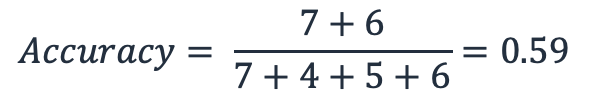 Accuracy = 7 + 6 / 7 + 4 + 5 + 6 = 0.59